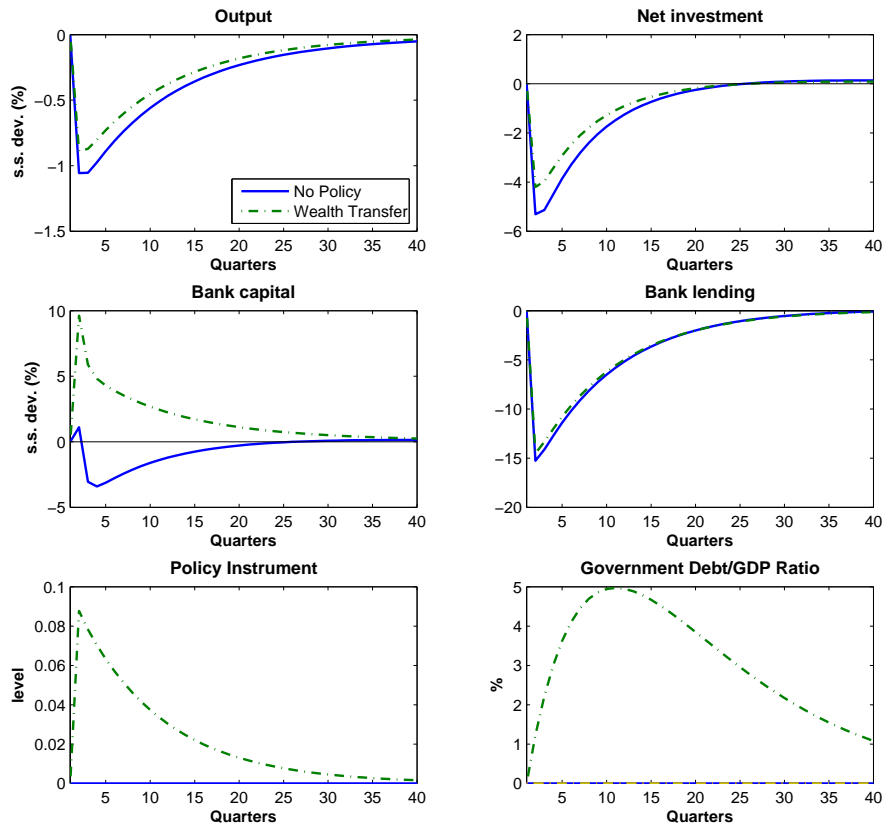 Output
Net investment
s.s. dev. (%)
0
−0.5
−1
−1.5
No Policy
Wealth Transfer
5 10 15 20 25 30 35 40
Quarters
2
0
−2
−4
−6
5 10 15 20 25 30 35 40
Quarters
Bank capital
Bank lending
s.s. dev. (%)
10
5
0
−5
5 10 15 20 25 30 35 40
Quarters
0
−5
−10
−15
−20
5 10 15 20 25 30 35 40
Quarters
Policy Instrument
Government Debt/GDP Ratio
level
0.1
0.08
0.06
0.04
0.02
0
5 10 15 20 25 30 35 40
Quarters
%
5
4
3
2
1
0
5 10 15 20 25 30 35 40
Quarters